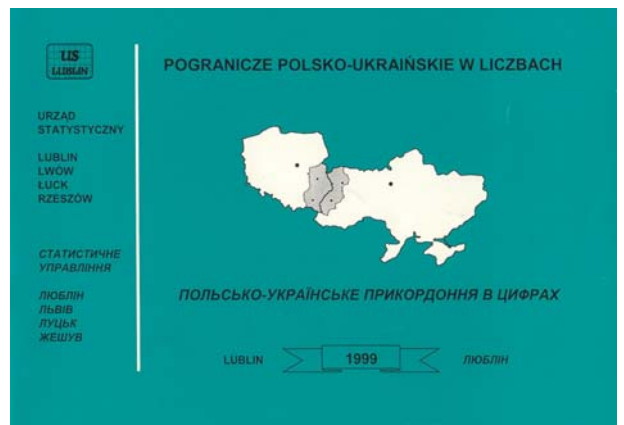 US
LUBLIN
URZĄD
STATYSTYCZNY
LUBLIN
LWÓW
ŁUCK
RZESZÓW
СТАТИСТИЧНЕ
УПРАВЛІННЯ
ЛЮБЛІН
ЛЬВІВ
ЛУЦЬК
ЖЕШУВ
POGRANICZE POLSKO-UKRAIŃSKIE W LICZBACH
ПОЛЬСЬКО-УКРАЇНСЬКЕ ПРИКОРДОННЯ В ЦИФРАХ
LUBLIN 1999 ЛЮБЛІН